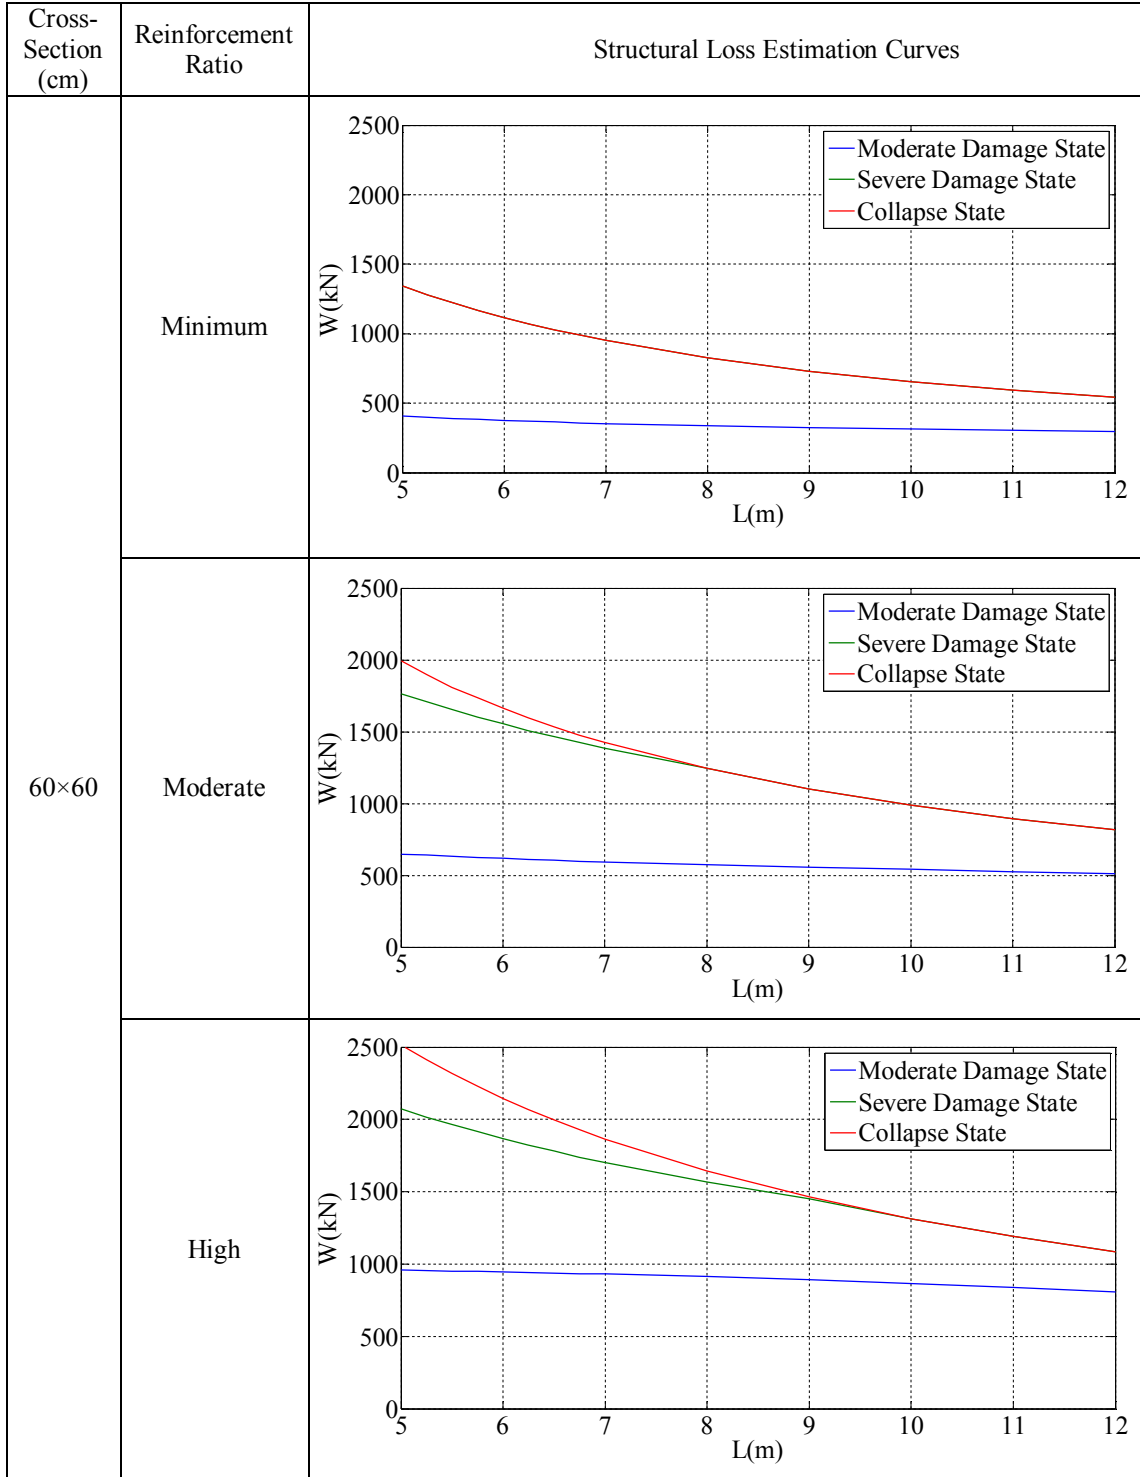 Cross-
Section
(cm)
Reinforcement
Ratio
Structural Loss Estimation Curves
60×60
Minimum
2500
2000
1500
1000
500
0
W(kN)
Moderate Damage State
Severe Damage State
Collapse State
5 6 7 8 9 10 11 12
L(m)
Moderate
2500
2000
1500
1000
500
0
W(kN)
Moderate Damage State
Severe Damage State
Collapse State
5 6 7 8 9 10 11 12
L(m)
High
2500
2000
1500
1000
500
0
W(kN)
Moderate Damage State
Severe Damage State
Collapse State
5 6 7 8 9 10 11 12
L(m)